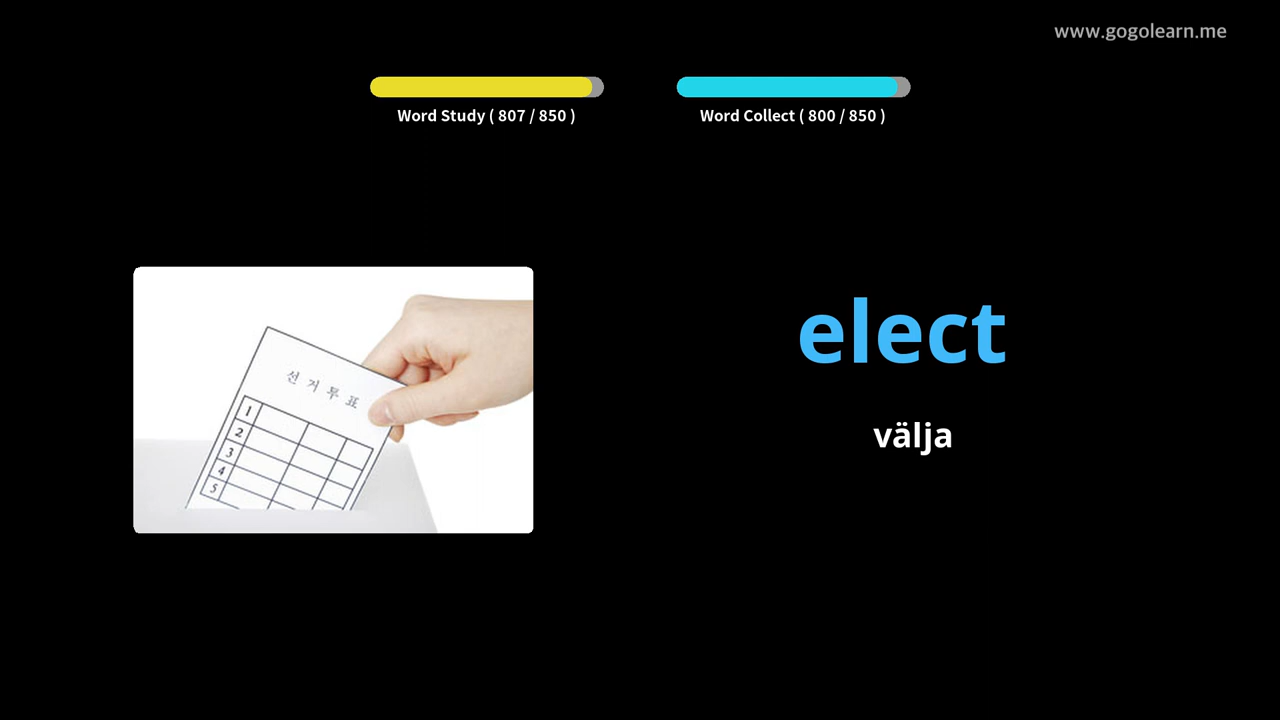 www.gogolearn.me
Word Study ( 807 / 850 )
Word Collect ( 800 / 850 )
선거투표
1
2
3
4
5
elect
välja